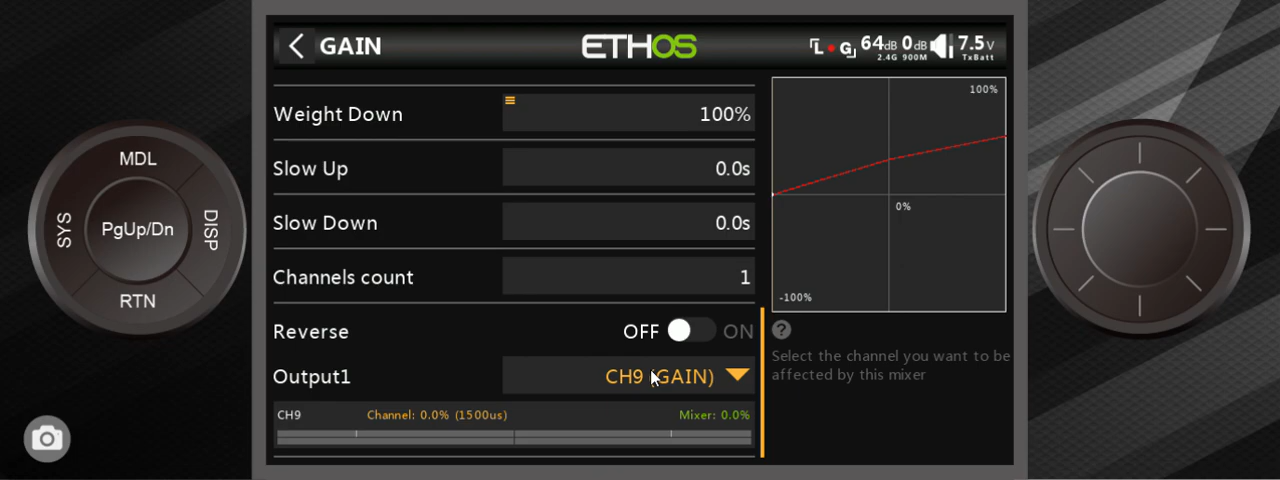 GAIN
ETHOS
L G 64dB 0dB 7.5V
2.4G 900M TxBatt
MDL
SYS
PgUp/Dn
DISP
RTN
Weight Down 100%
Slow Up 0.0s
Slow Down 0.0s
Channels count 1
Reverse OFF ON
Output1 CH9 (GAIN)
CH9 Channel: 0.0% (1500us) Mixer: 0.0%
100%
0%
-100%
?
Select the channel you want to be
affected by this mixer